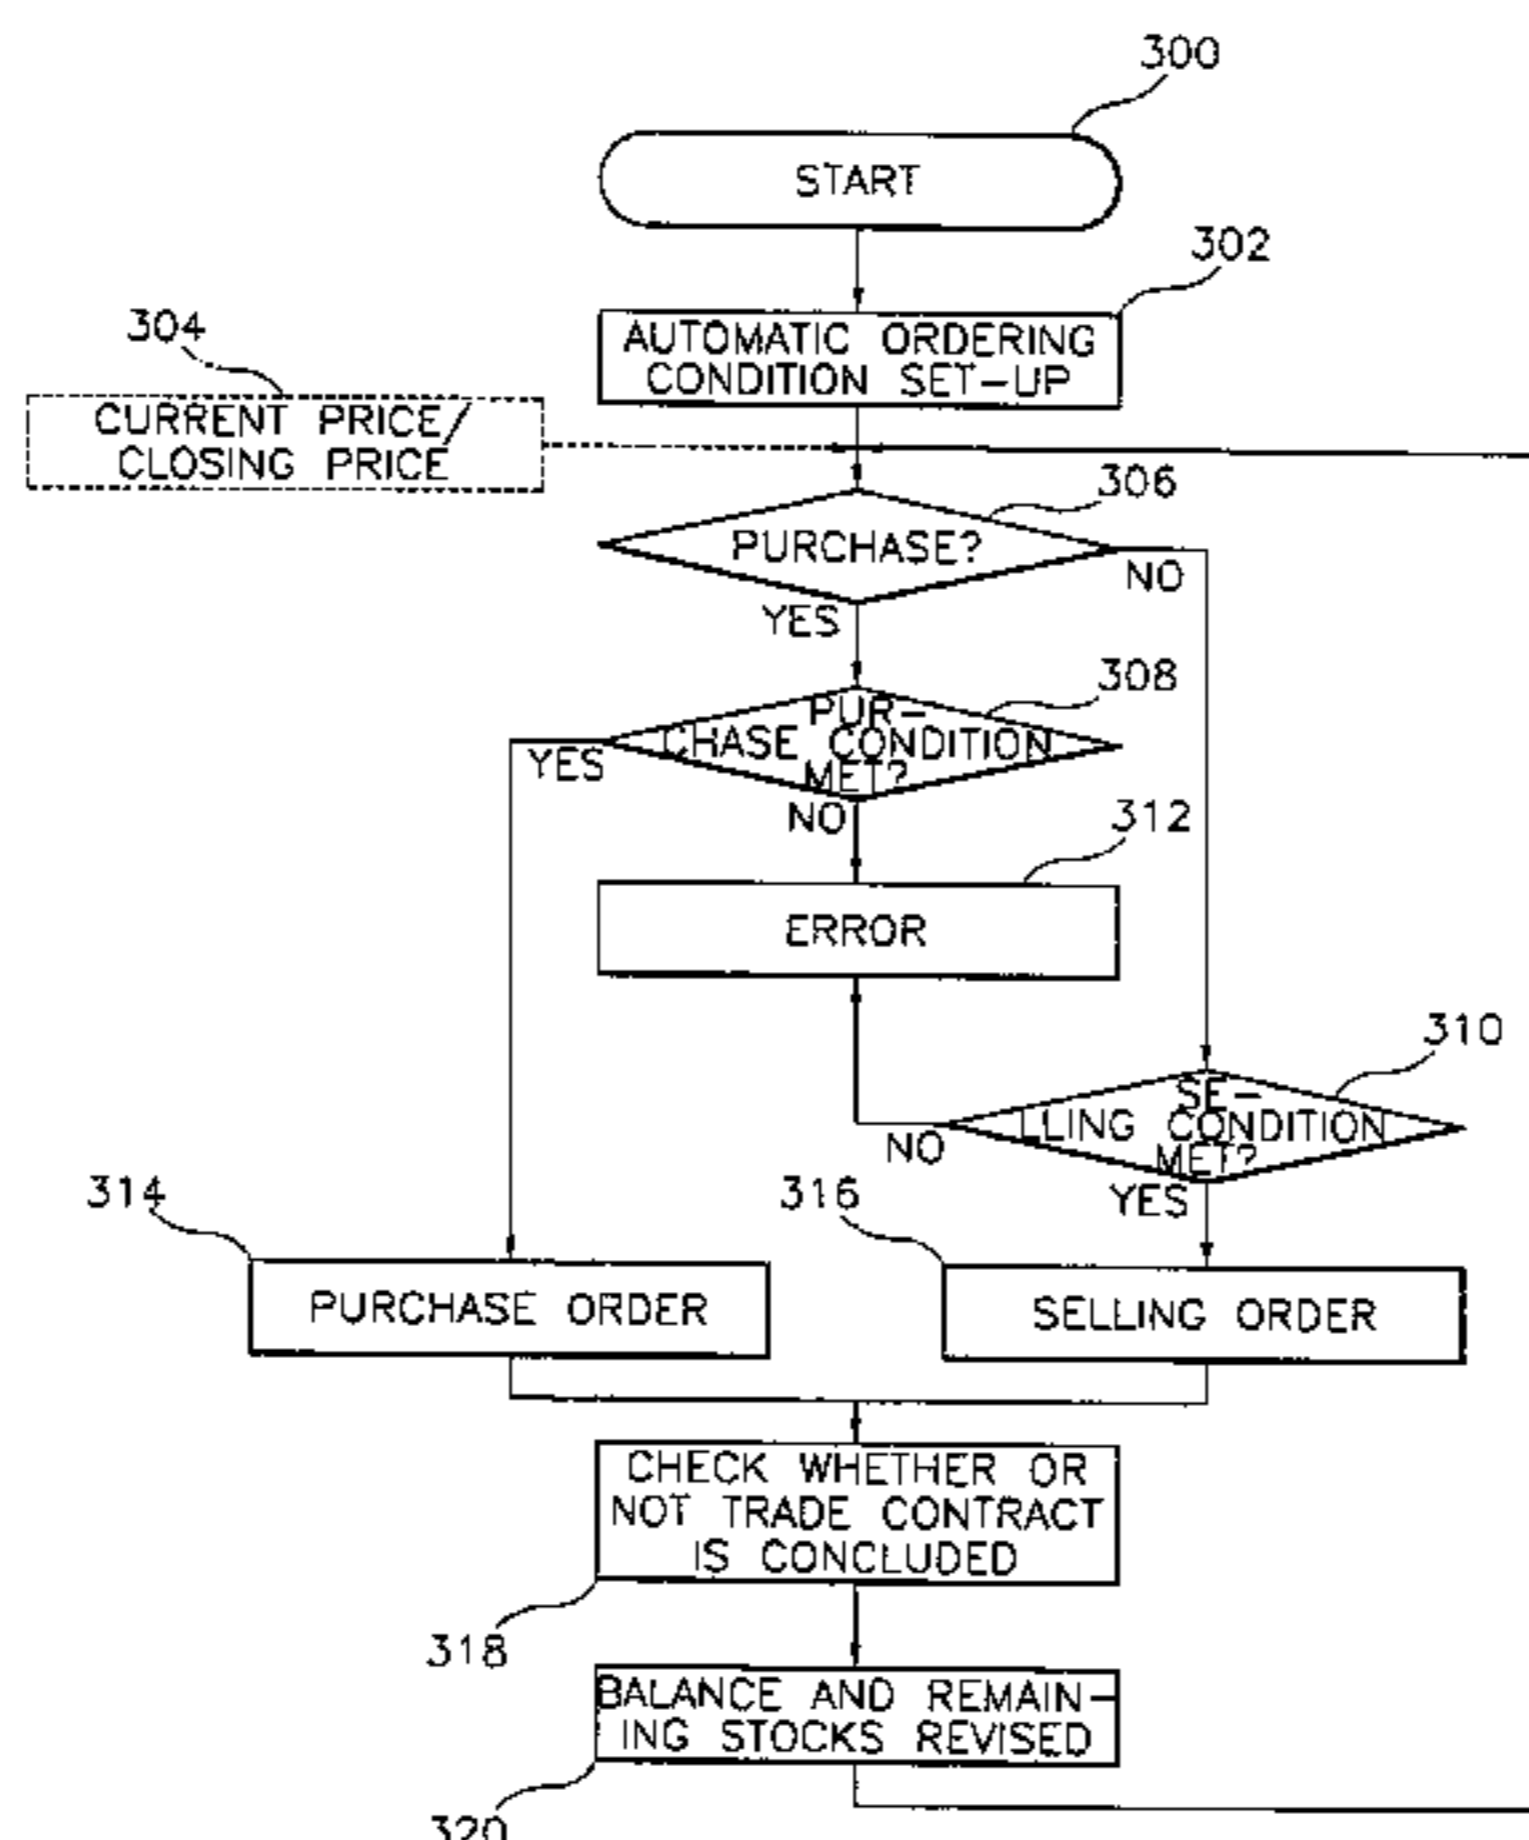 300
START
302
AUTOMATIC ORDERING
CONDITION SET-UP
304
CURRENT PRICE/
CLOSING PRICE
306
PURCHASE?
NO
YES
308
PUR-
CHASE CONDITION
MET?
YES
NO
312
ERROR
310
SE-
LLING CONDITION
MET?
NO
YES
314
PURCHASE ORDER
316
SELLING ORDER
CHECK WHETHER OR
NOT TRADE CONTRACT
IS CONCLUDED
318
BALANCE AND REMAIN-
ING STOCKS REVISED
320